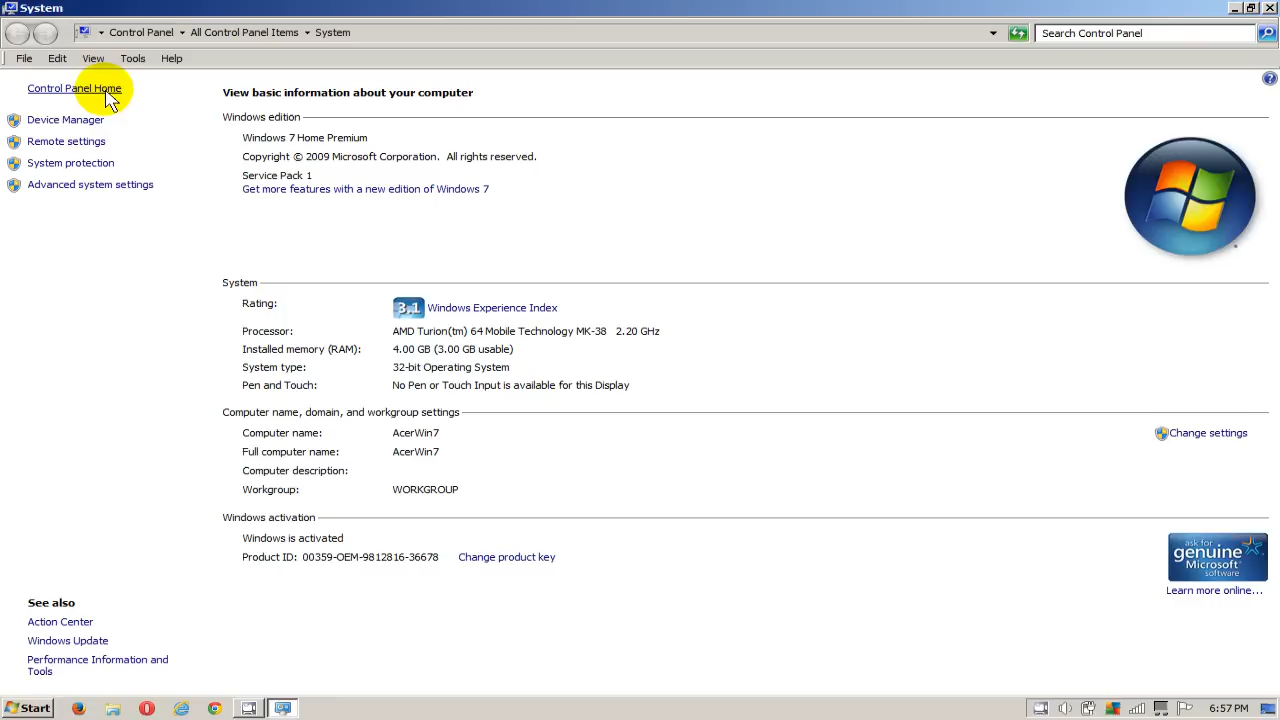 System
Control Panel All Control Panel Items System
Search Control Panel
File Edit View Tools Help
Control Panel Home
Device Manager
Remote settings
System protection
Advanced system settings
See also
Action Center
Windows Update
Performance Information and
Tools
View basic information about your computer
Windows edition
Windows 7 Home Premium
Copyright © 2009 Microsoft Corporation. All rights reserved.
Service Pack 1
Get more features with a new edition of Windows 7
System
Rating: 3.1 Windows Experience Index
Processor: AMD Turion(tm) 64 Mobile Technology MK-38 2.20 GHz
Installed memory (RAM): 4.00 GB (3.00 GB usable)
System type: 32-bit Operating System
Pen and Touch: No Pen or Touch Input is available for this Display
Computer name, domain, and workgroup settings
Computer name: AcerWin7 Change settings
Full computer name: AcerWin7
Computer description:
Workgroup: WORKGROUP
Windows activation
Windows is activated
Product ID: 00359-OEM-9812816-36678 Change product key
ask for
genuine
Microsoft
software
Learn more online...
Start
6:57 PM